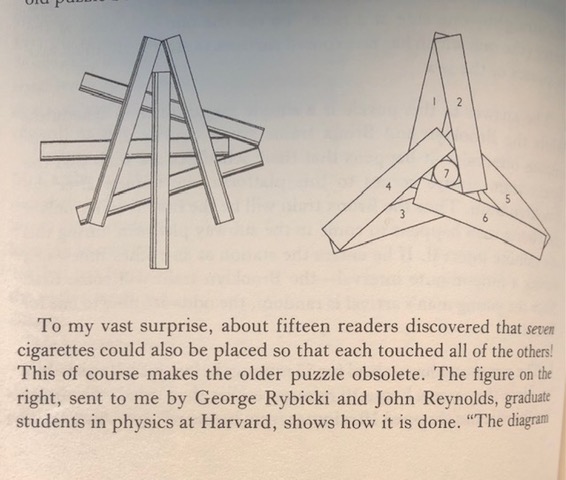 1
2
7
4
5
3
6
To my vast surprise, about fifteen readers discovered that seven
cigarettes could also be placed so that each touched all of the others!
This of course makes the older puzzle obsolete. The figure on the
right, sent to me by George Rybicki and John Reynolds, graduate
students in physics at Harvard, shows how it is done. “The diagram